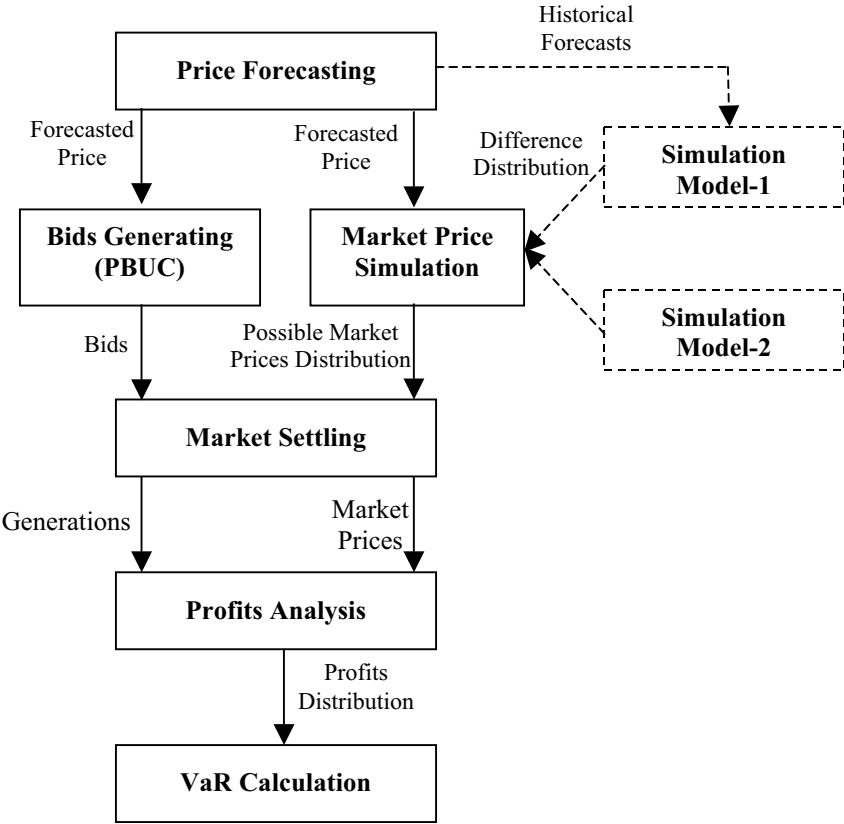 Historical
Forecasts
Price Forecasting
Forecasted
Price
Forecasted
Price
Difference
Distribution
Simulation
Model-1
Bids Generating
(PBUC)
Market Price
Simulation
Simulation
Model-2
Bids
Possible Market
Prices Distribution
Market Settling
Generations
Market
Prices
Profits Analysis
Profits
Distribution
VaR Calculation